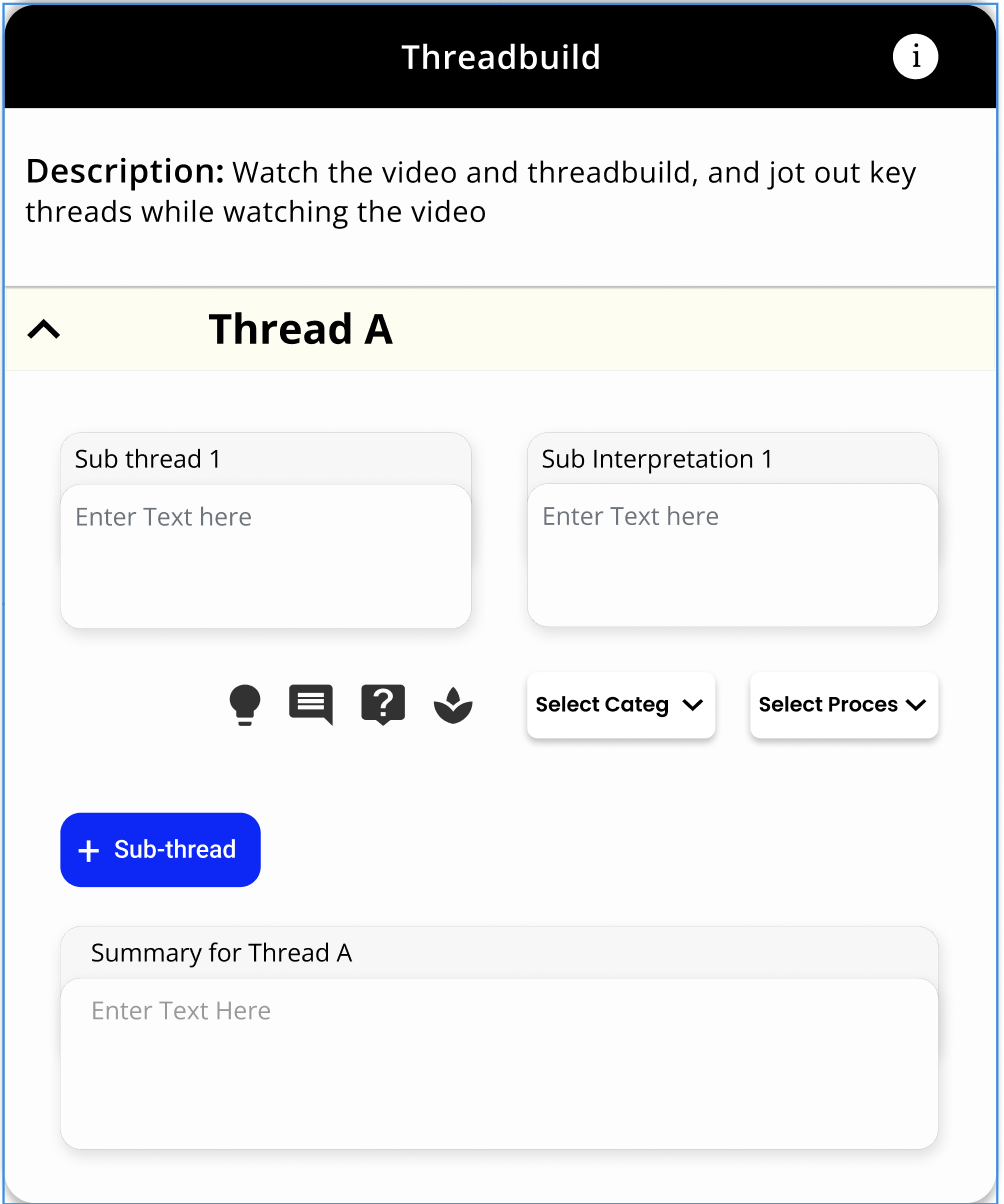 Threadbuild
i
Description: Watch the video and threadbuild, and jot out key
threads while watching the video
Thread A
Sub thread 1
Sub Interpretation 1
Enter Text here
Enter Text here
?
Select Categ
Select Proces
+ Sub-thread
Summary for Thread A
Enter Text Here